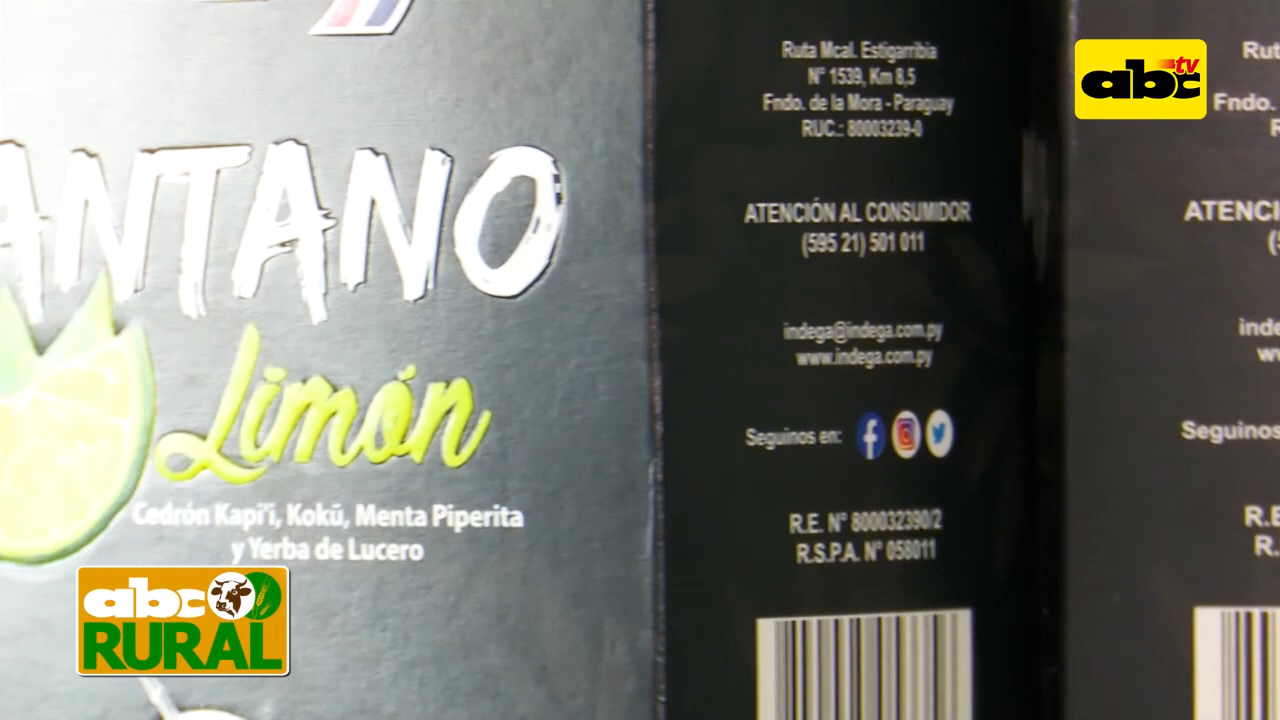 ANTANO
Limón
Cedrón Kapi'i, Kokū, Menta Piperita
y Yerba de Lucero
abc
RURAL
Ruta Mcal. Estigarribia
N° 1539, Km 8,5
Fndo. de la Mora - Paraguay
RUC.: 80003239-0
ATENCIÓN AL CONSUMIDOR
(595 21) 501 011
indega@indega.com.py
www.indega.com.py
Seguinos en:
R.E. N° 800032390/2
R.S.P.A. N° 058011
abc tv
Rut
Fndo.
ATENCI
inde
Seguinos
R.E
R.